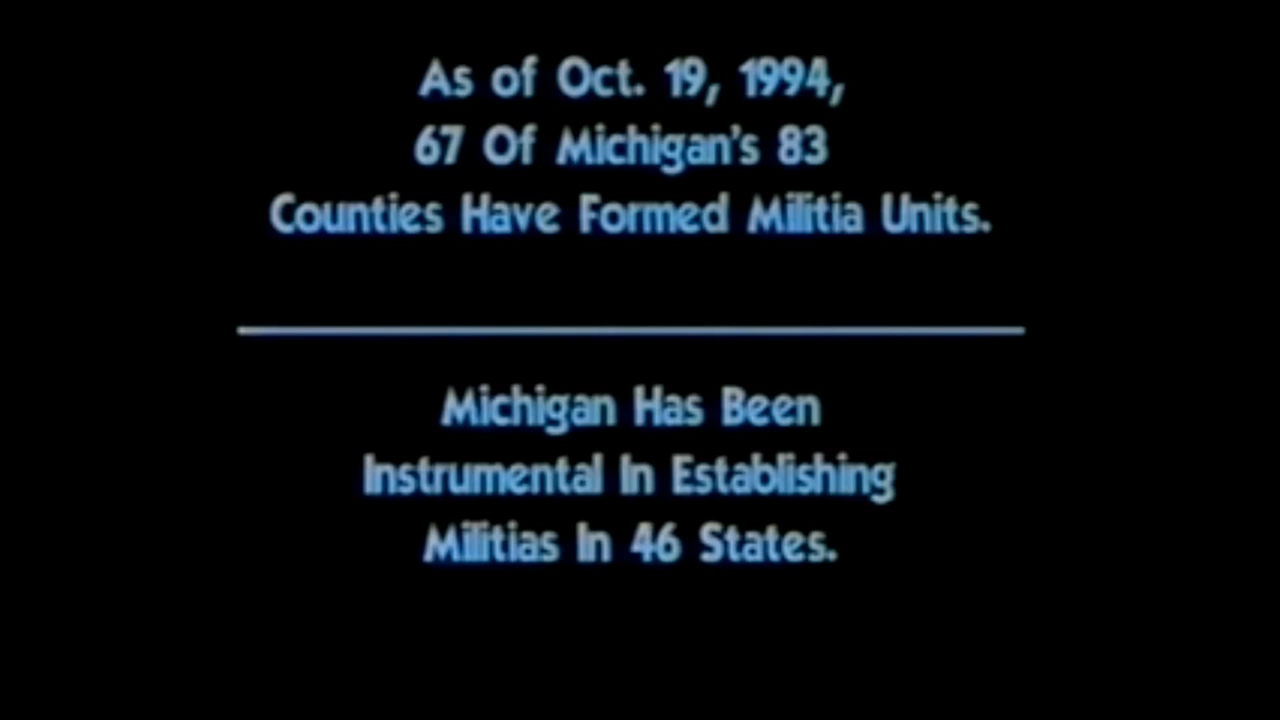 As of Oct. 19, 1994,
67 Of Michigan's 83
Counties Have Formed Militia Units.
Michigan Has Been
Instrumental In Establishing
Militias In 46 States.